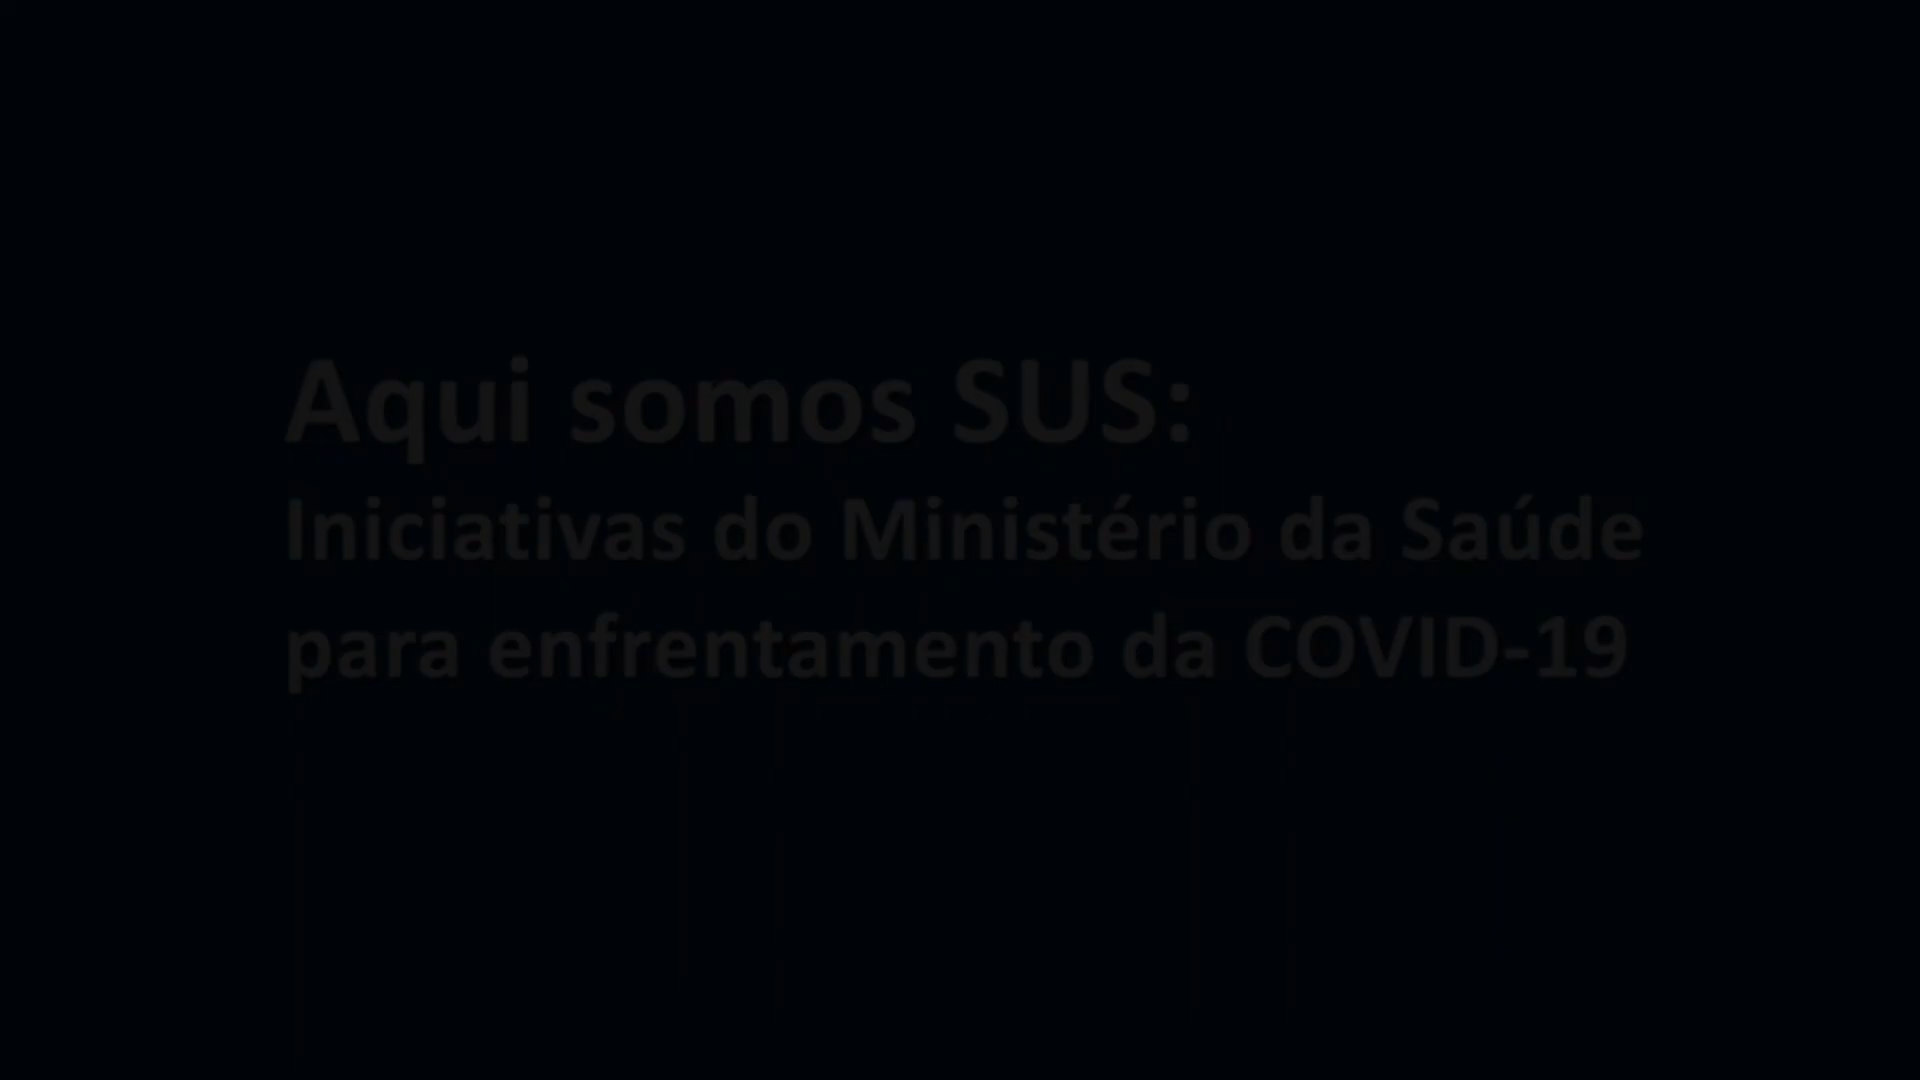 Aqui somos SUS:
Iniciativas do Ministério da Saúde
para enfrentamento da COVID-19